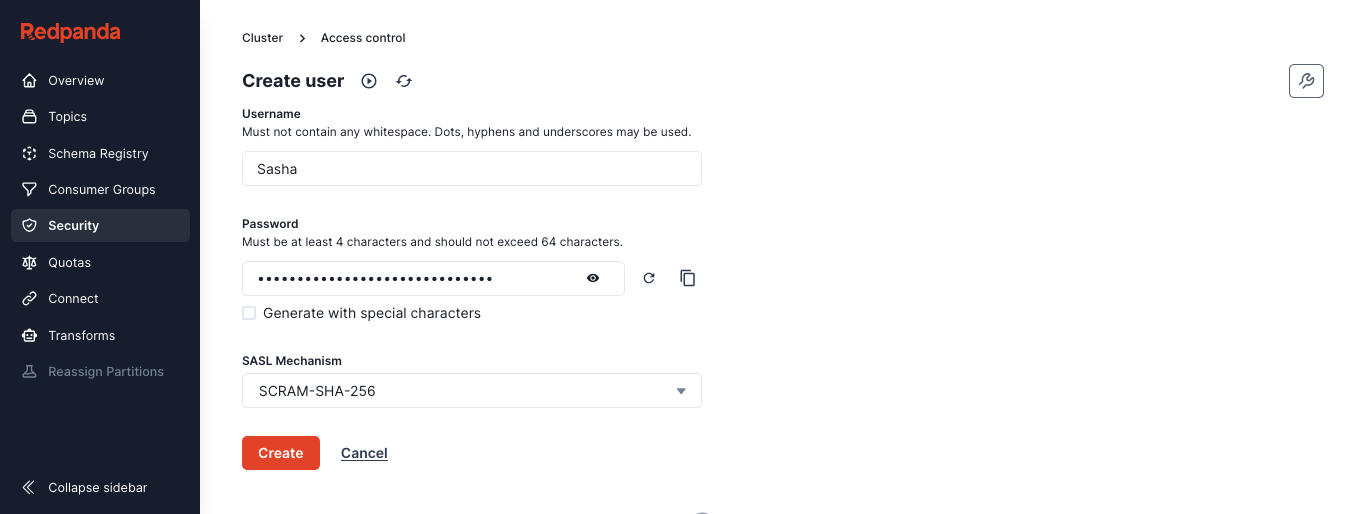 Redpanda
Overview
Topics
Schema Registry
Consumer Groups
Security
Quotas
Connect
Transforms
Reassign Partitions
Collapse sidebar
Cluster > Access control
Create user
Username
Must not contain any whitespace. Dots, hyphens and underscores may be used.
Sasha
Password
Must be at least 4 characters and should not exceed 64 characters.
••••••••••••••••••••••••••••••
Generate with special characters
SASL Mechanism
SCRAM-SHA-256
Create Cancel